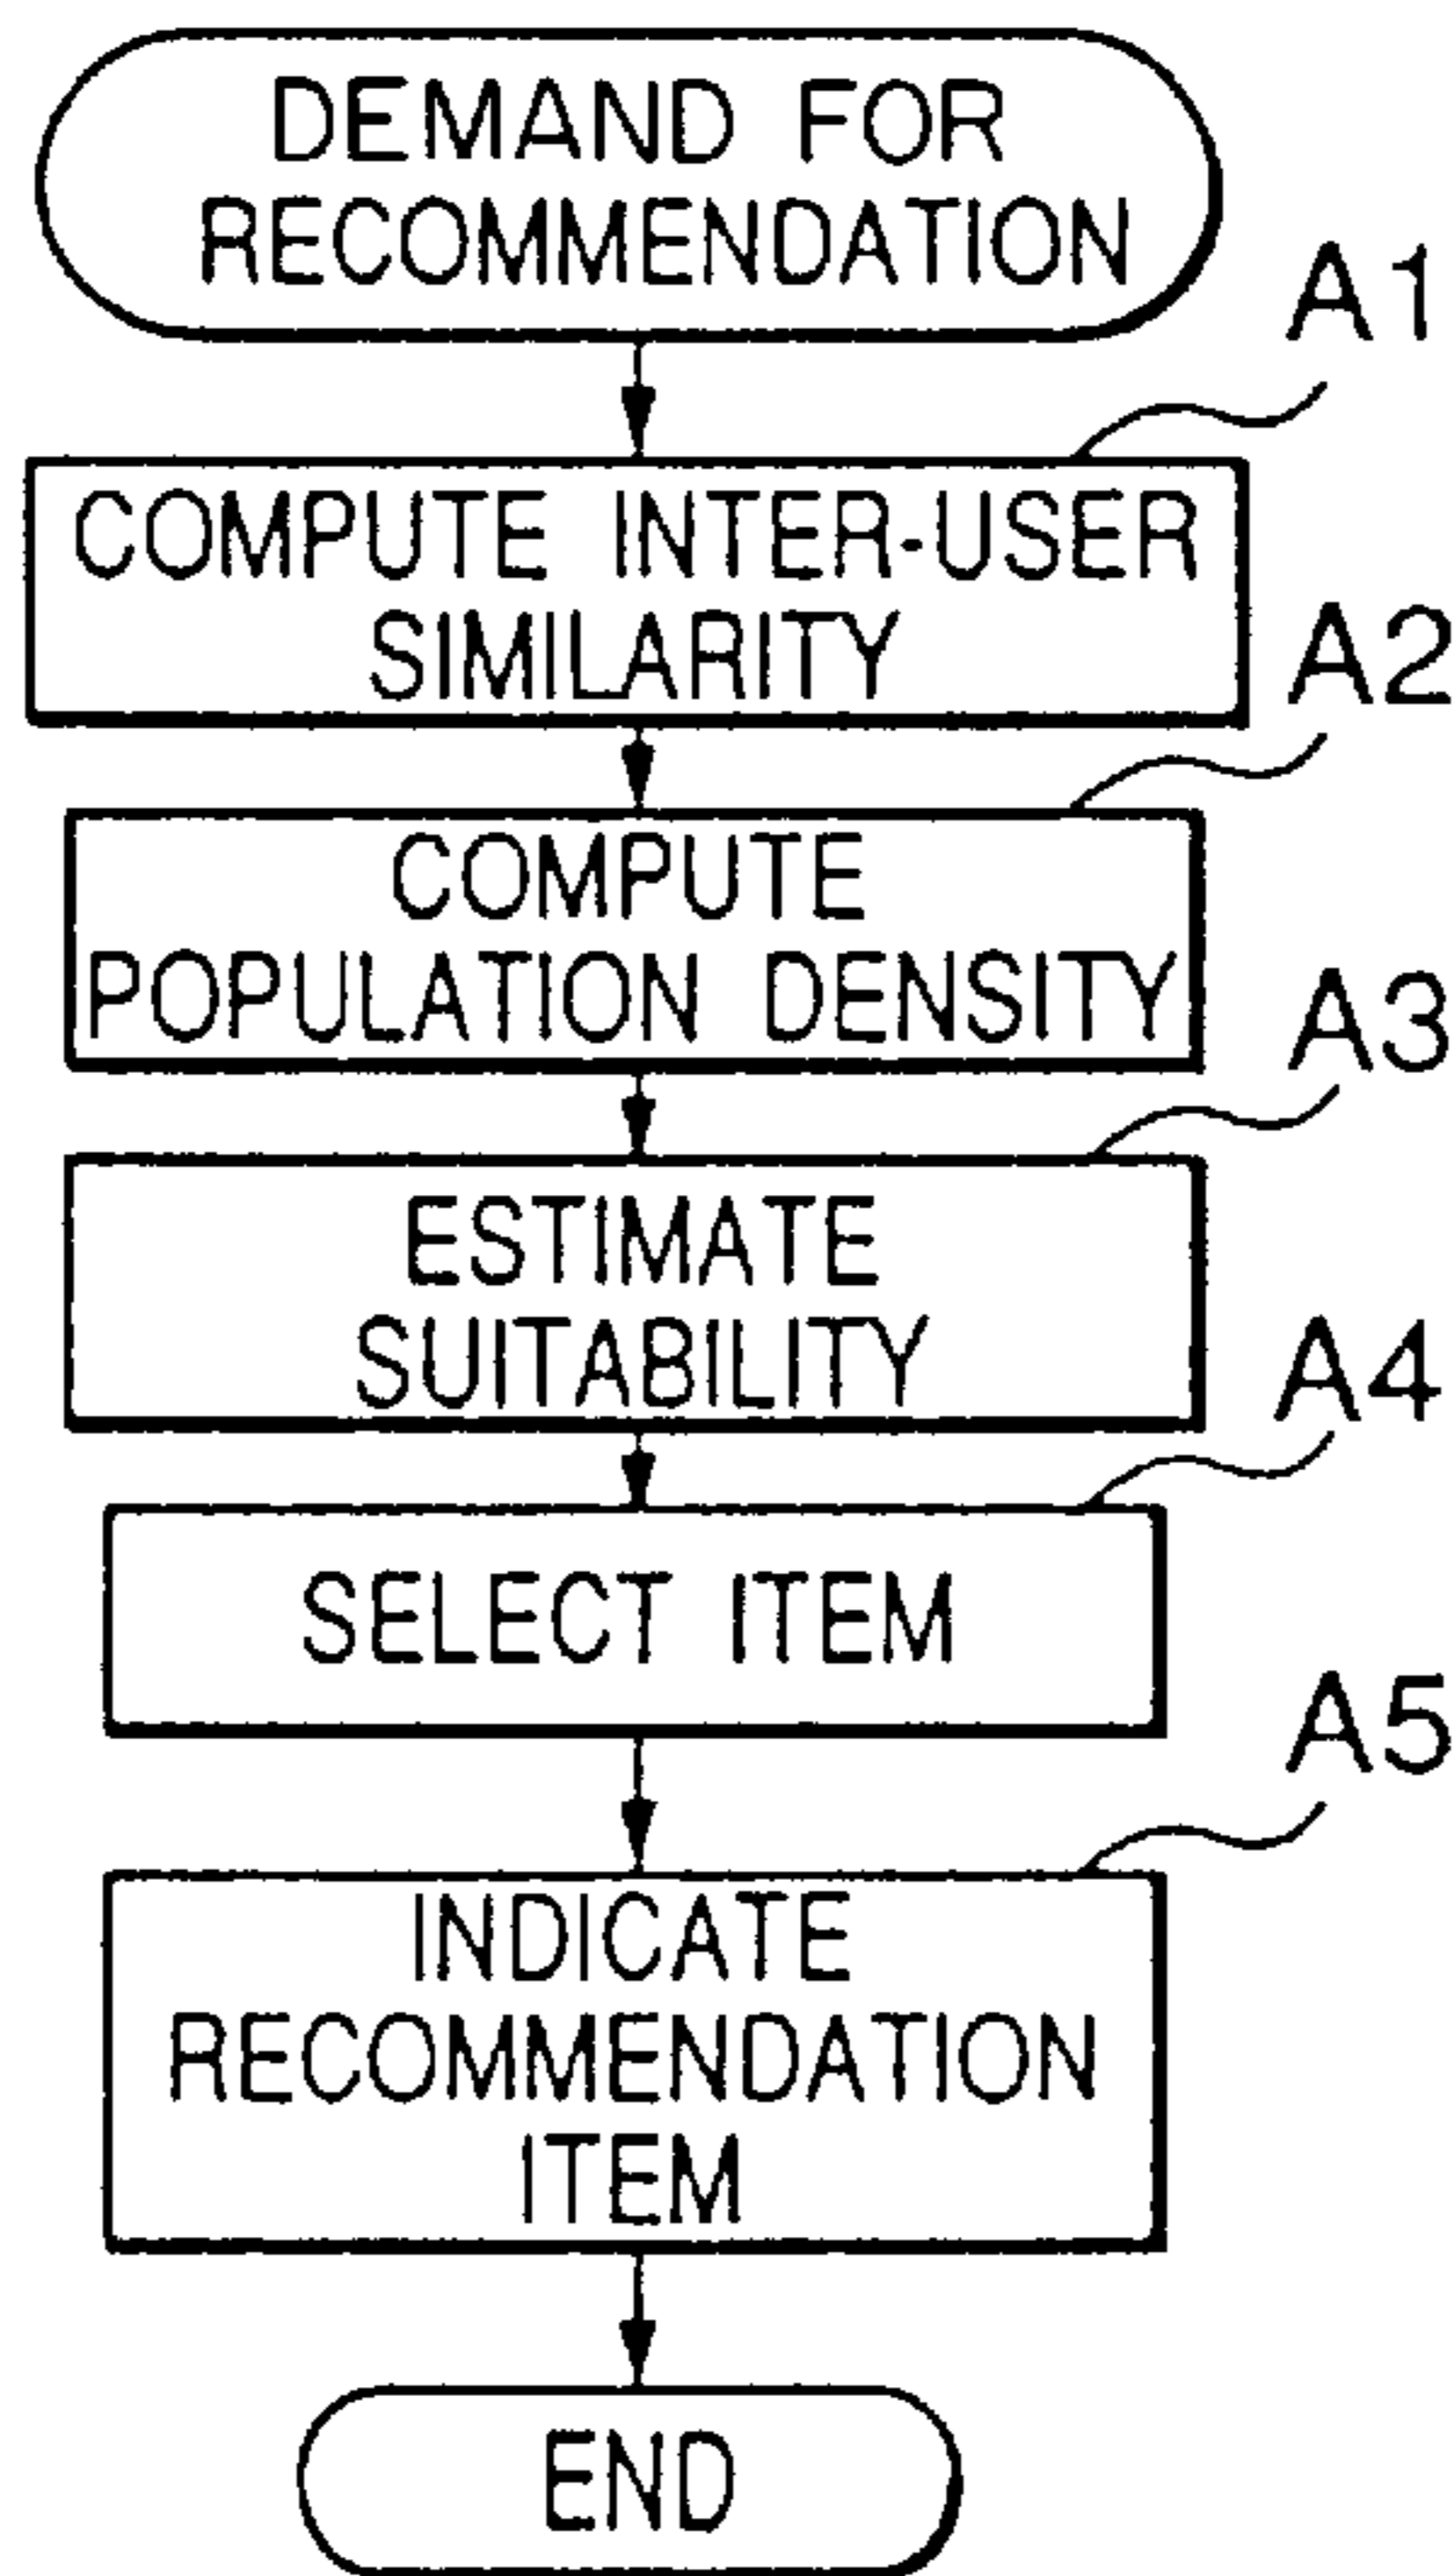 DEMAND FOR
RECOMMENDATION
A1
COMPUTE INTER-USER
SIMILARITY
A2
COMPUTE
POPULATION DENSITY
A3
ESTIMATE
SUITABILITY
A4
SELECT ITEM
A5
INDICATE
RECOMMENDATION
ITEM
END